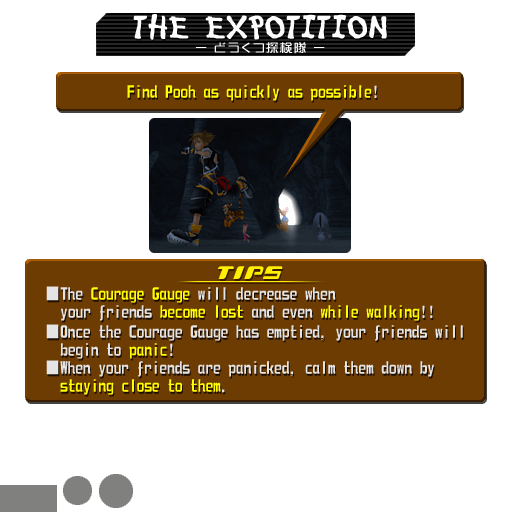 THE EXPOTITION
— どうくつ探検隊 —
Find Pooh as quickly as possible!
TIPS
■The Courage Gauge will decrease when
your friends become lost and even while walking!!
■Once the Courage Gauge has emptied, your friends will
begin to panic!
■When your friends are panicked, calm them down by
staying close to them.